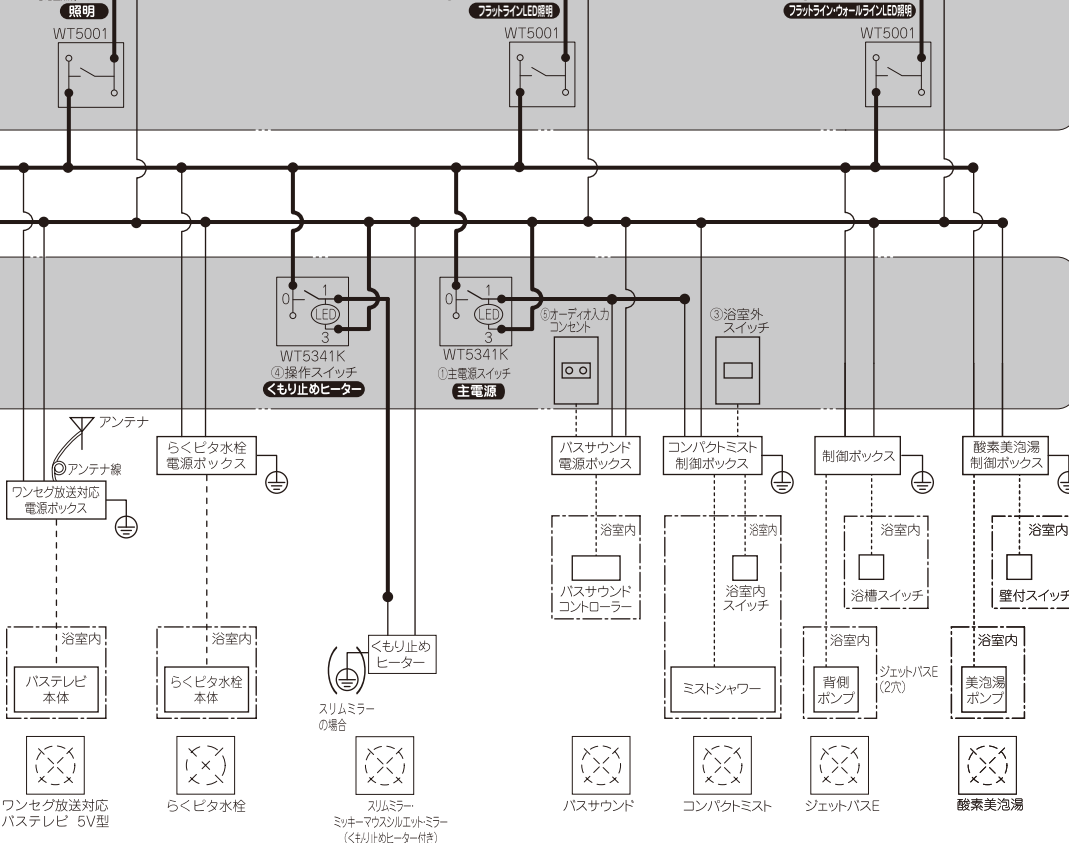 照明
フラットラインLED照明
フラットライン・ウォールラインLED照明
WT5001
WT5001
WT5001
0
1
LED
3
WT5341K
④操作スイッチ
くもり止めヒーター
0
1
LED
3
WT5341K
①主電源スイッチ
主電源
⑤オーディオ入力
コンセント
③浴室外
スイッチ
アンテナ
アンテナ線
ワンセグ放送対応
電源ボックス
らくピタ水栓
電源ボックス
バスサウンド
電源ボックス
コンパクトミスト
制御ボックス
制御ボックス
酸素美泡湯
制御ボックス
浴室内
バスサウンド
コントローラー
浴室内
浴室内
スイッチ
浴室内
浴槽スイッチ
浴室内
壁付スイッチ
浴室内
バステレビ
本体
浴室内
らくピタ水栓
本体
くもり止め
ヒーター
スリムミラー
の場合
ミストシャワー
浴室内
背側
ポンプ
ジェットバスE
(2穴)
浴室内
美泡湯
ポンプ
ワンセグ放送対応
バステレビ 5V型
らくピタ水栓
スリムミラー・
ミッキーマウスシルエット・ミラー
(くもり止めヒーター付き)
バスサウンド
コンパクトミスト
ジェットバスE
酸素美泡湯